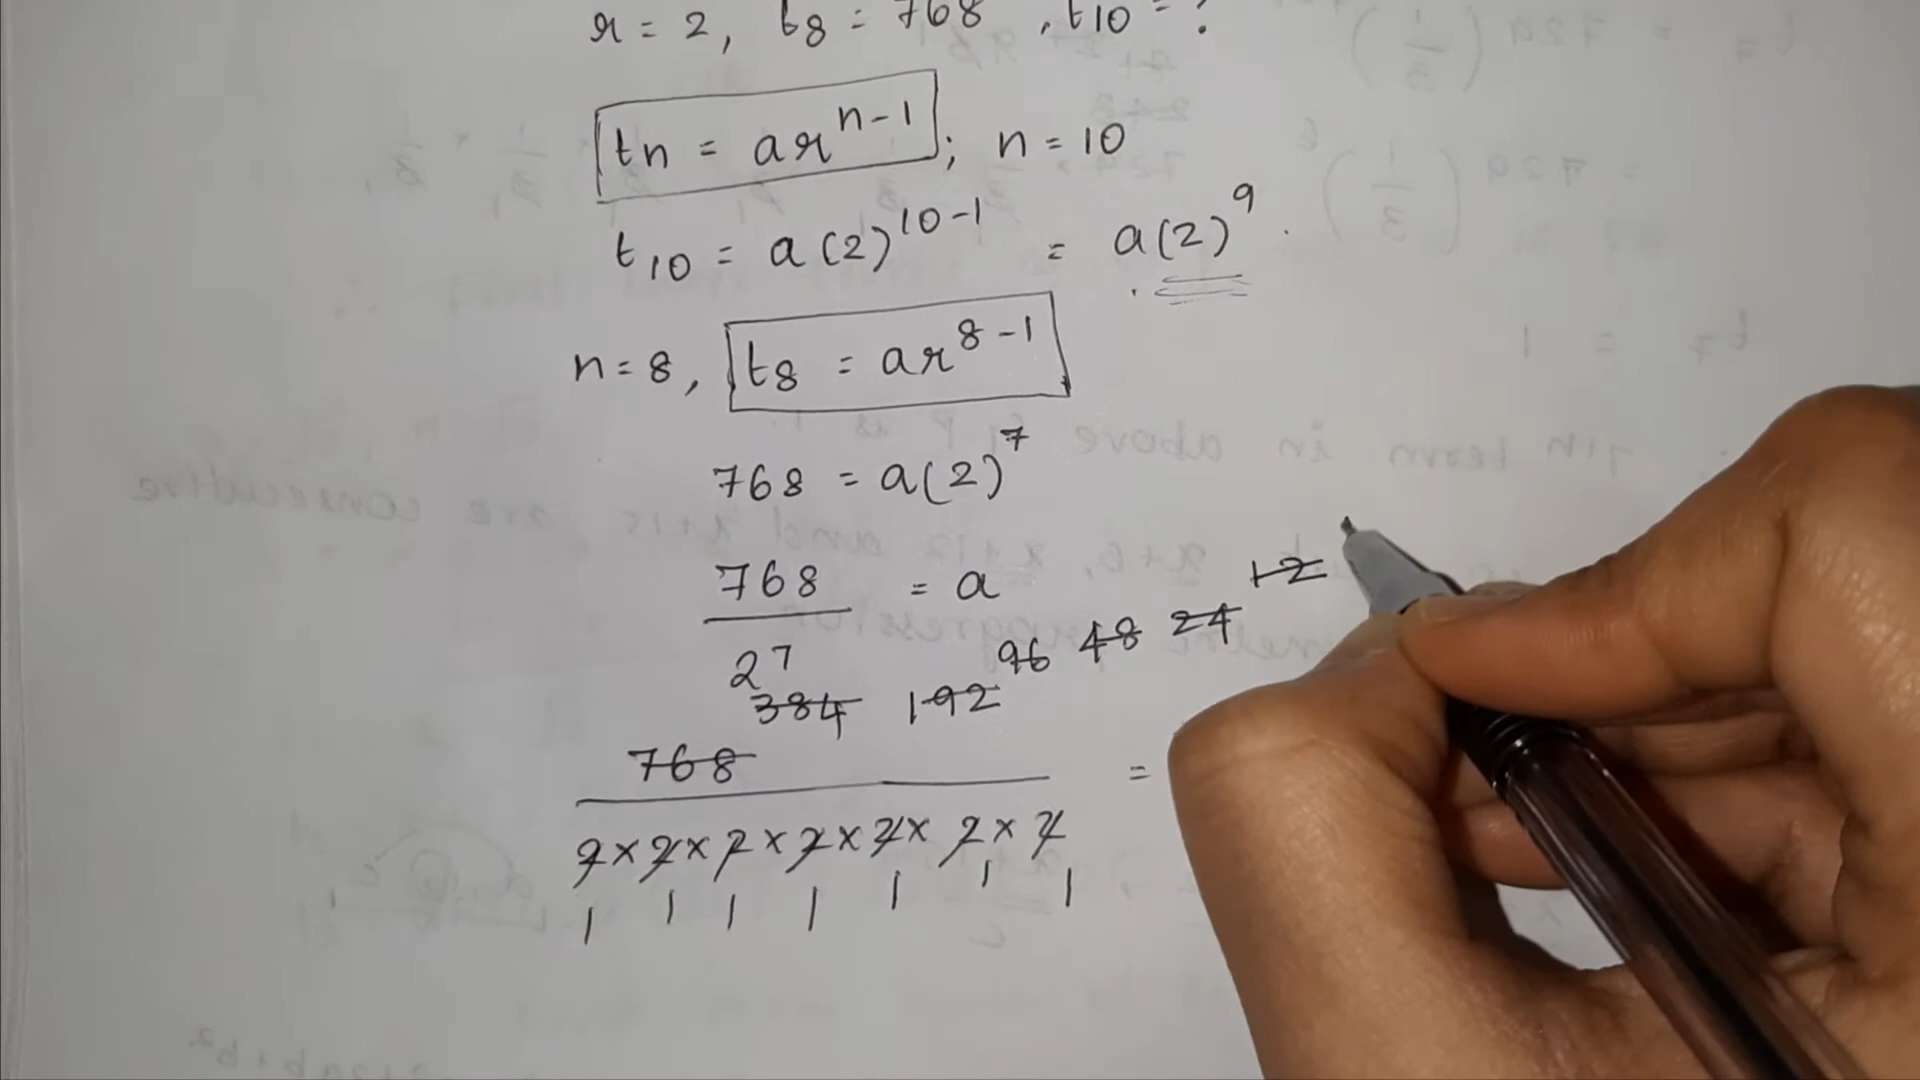 r = 2, t8 = 768, t10 = ?
tn = ar^n-1 ; n = 10
t10 = a(2)^10-1 = a(2)^9.
n = 8, t8 = ar^8-1
768 = a(2)^7
768 = a
2^7
384 192 96 48 24 12
768 =
2×2×2×2×2×2×2
1 1 1 1 1 1 1